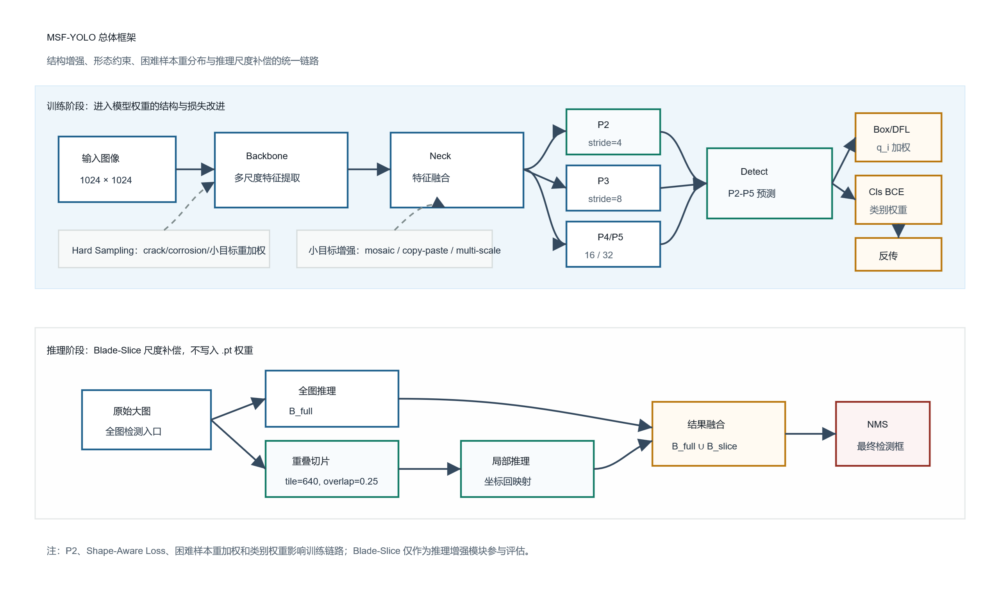 MSF-YOLO 总体框架
结构增强、形态约束、困难样本重分布与推理尺度补偿的统一链路
训练阶段：进入模型权重的结构与损失改进
输入图像
1024 × 1024
Backbone
多尺度特征提取
Neck
特征融合
P2
stride=4
P3
stride=8
P4/P5
16 / 32
Detect
P2-P5 预测
Box/DFL
q_i 加权
Cls BCE
类别权重
反传
Hard Sampling：crack/corrosion/小目标重加权
小目标增强：mosaic / copy-paste / multi-scale
推理阶段：Blade-Slice 尺度补偿，不写入 .pt 权重
原始大图
全图检测入口
全图推理
B_full
重叠切片
tile=640, overlap=0.25
局部推理
坐标回映射
结果融合
B_full ∪ B_slice
NMS
最终检测框
注：P2、Shape-Aware Loss、困难样本重加权和类别权重影响训练链路；Blade-Slice 仅作为推理增强模块参与评估。